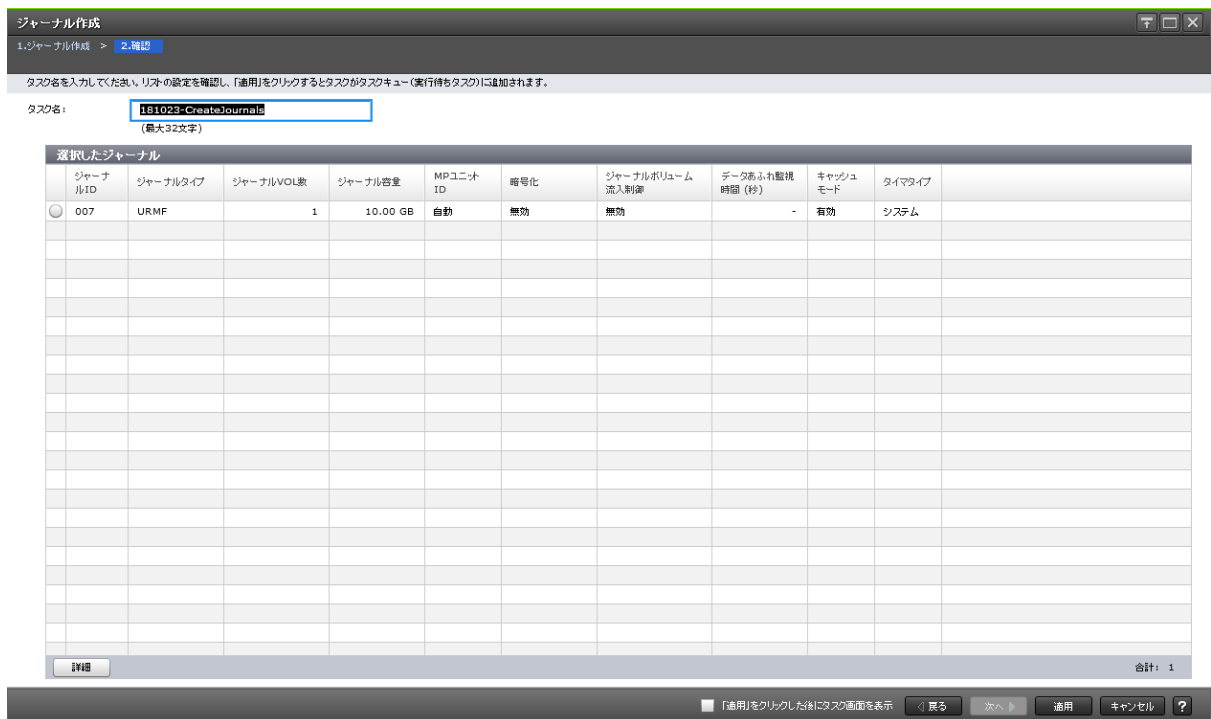 ジャーナル作成
1.ジャーナル作成 > 2.確認
タスク名を入力してください。リストの設定を確認し、「適用」をクリックするとタスクがタスクキュー(実行待ちタスク)に追加されます。
タスク名: 181023-CreateJournals
(最大32文字)
選択したジャーナル
ジャーナ
ルID
ジャーナルタイプ
ジャーナルVOL数
ジャーナル容量
MPユニット
ID
暗号化
ジャーナルボリューム
流入制御
データあふれ監視
時間 (秒)
キャッシュ
モード
タイマタイプ
007 URMF 1 10.00 GB 自動 無効 無効 - 有効 システム
詳細 合計: 1
「適用」をクリックした後にタスク画面を表示 戻る 次へ 適用 キャンセル ?